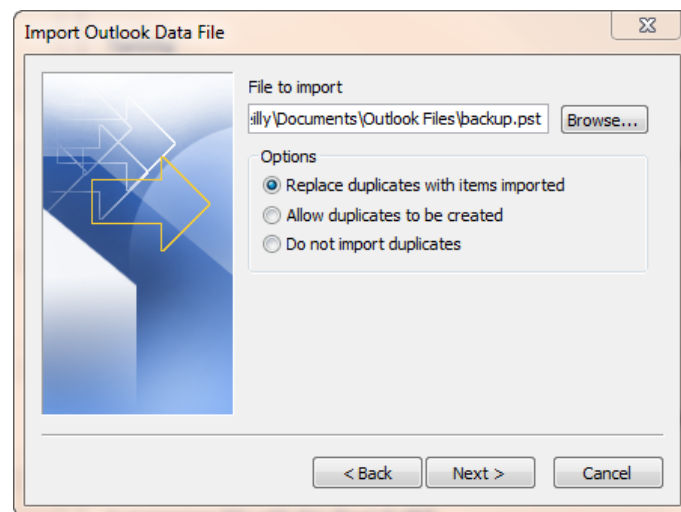 Import Outlook Data File
File to import
illy\Documents\Outlook Files\backup.pst
Browse...
Options
Replace duplicates with items imported
Allow duplicates to be created
Do not import duplicates
< Back
Next >
Cancel